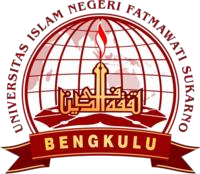 UNIVERSITAS ISLAM NEGERI FATMAWATI SUKARNO
BENGKULU